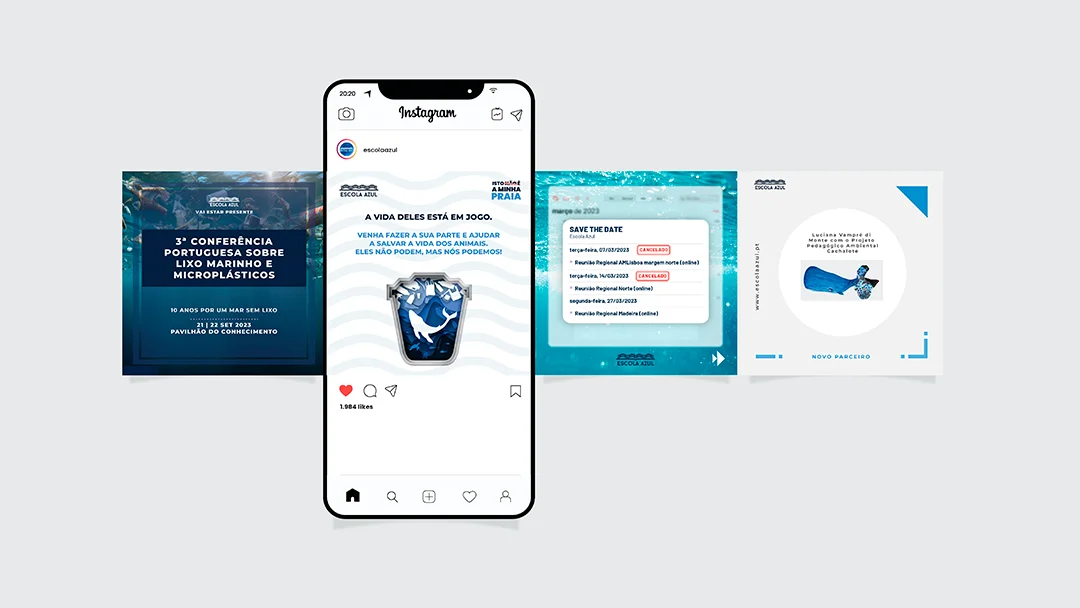 ESCOLA AZUL
VAI ESTAR PRESENTE
3ª CONFERÊNCIA
PORTUGUESA SOBRE
LIXO MARINHO E
MICROPLÁSTICOS
10 ANOS POR UM MAR SEM LIXO
21 | 22 SET 2023
PAVILHÃO DO CONHECIMENTO
20:20
Instagram
escolaazul
ESCOLA AZUL
ISTO NÃO É
A MINHA
PRAIA
A VIDA DELES ESTÁ EM JOGO.
VENHA FAZER A SUA PARTE E AJUDAR
A SALVAR A VIDA DOS ANIMAIS.
ELES NÃO PODEM, MAS NÓS PODEMOS!
1.984 likes
março de 2023
SAVE THE DATE
Escola Azul
terça-feira, 07/03/2023 CANCELADO
* Reunião Regional AMLisboa margem norte (online)
terça-feira, 14/03/2023 CANCELADO
* Reunião Regional Norte (online)
segunda-feira, 27/03/2023
* Reunião Regional Madeira (online)
ESCOLA AZUL
ESCOLA AZUL
www.escolaazul.pt
Luciana Vampré di
Monte com o Projeto
Pedagógico Ambiental
Cachalote
NOVO PARCEIRO